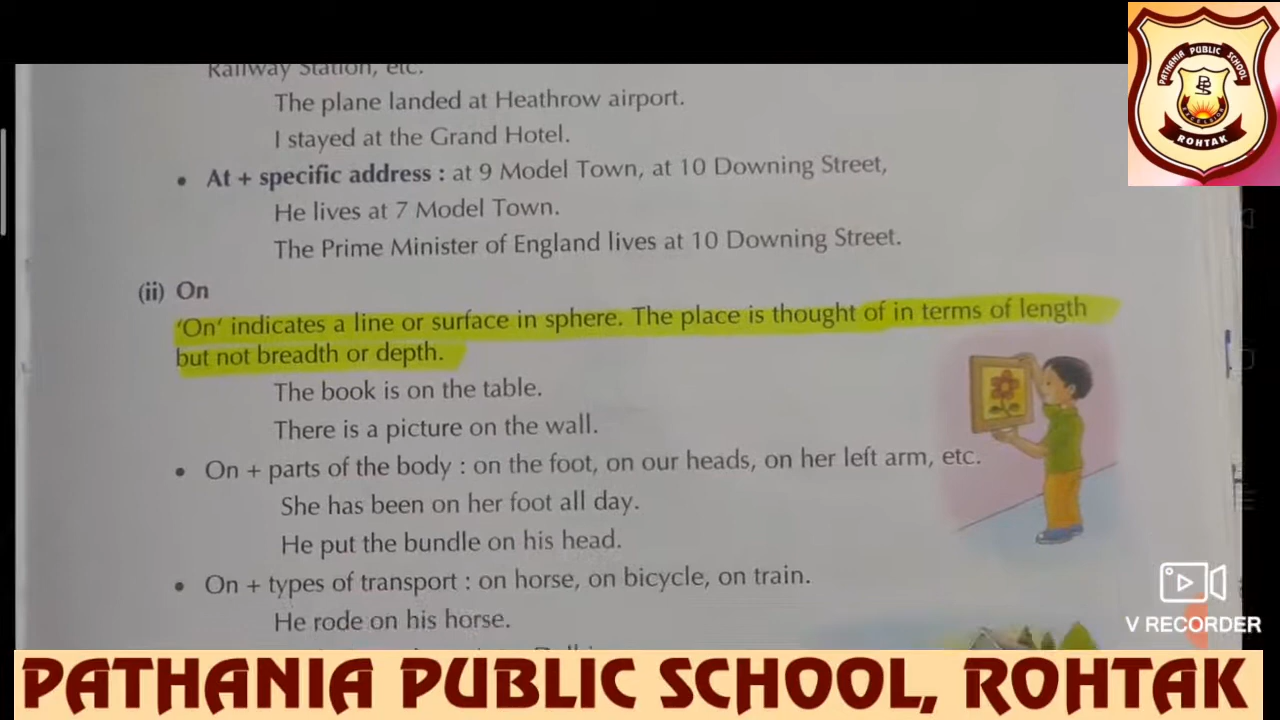 Railway Station, etc.
The plane landed at Heathrow airport.
I stayed at the Grand Hotel.
• At + specific address : at 9 Model Town, at 10 Downing Street,
He lives at 7 Model Town.
The Prime Minister of England lives at 10 Downing Street.
(ii) On
'On' indicates a line or surface in sphere. The place is thought of in terms of length
but not breadth or depth.
The book is on the table.
There is a picture on the wall.
• On + parts of the body : on the foot, on our heads, on her left arm, etc.
She has been on her foot all day.
He put the bundle on his head.
• On + types of transport : on horse, on bicycle, on train.
He rode on his horse.
PATHANIA PUBLIC SCHOOL
ROHTAK
V RECORDER
PATHANIA PUBLIC SCHOOL, ROHTAK